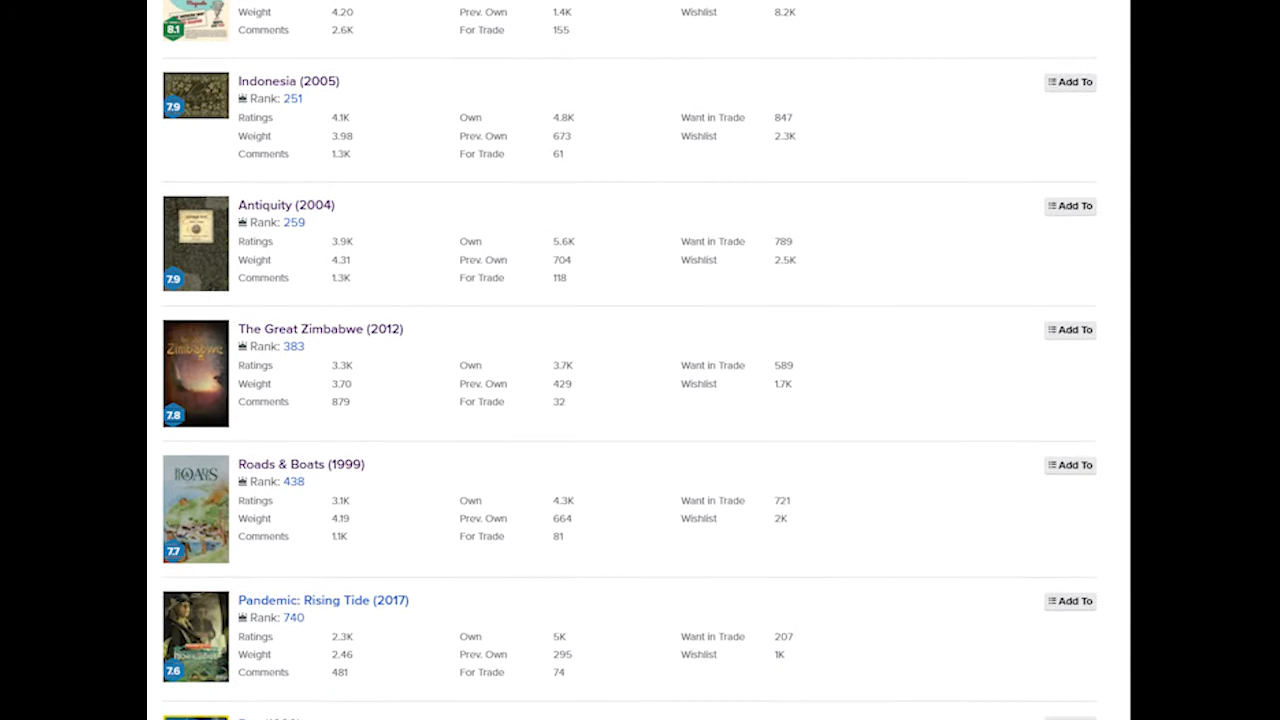 Weight 4.20 Prev. Own 1.4K Wishlist 8.2K
8.1 Comments 2.6K For Trade 155
Indonesia (2005) Add To
Rank: 251
7.9
Ratings 4.1K Own 4.8K Want in Trade 847
Weight 3.98 Prev. Own 673 Wishlist 2.3K
Comments 1.3K For Trade 61
Antiquity (2004) Add To
Rank: 259
Ratings 3.9K Own 5.6K Want in Trade 789
Weight 4.31 Prev. Own 704 Wishlist 2.5K
7.9 Comments 1.3K For Trade 118
The Great Zimbabwe (2012) Add To
Rank: 383
Zimbabwe
Ratings 3.3K Own 3.7K Want in Trade 589
Weight 3.70 Prev. Own 429 Wishlist 1.7K
Comments 879 For Trade 32
7.8
Roads & Boats (1999) Add To
BOATS
Rank: 438
Ratings 3.1K Own 4.3K Want in Trade 721
Weight 4.19 Prev. Own 664 Wishlist 2K
Comments 1.1K For Trade 81
7.7
Pandemic: Rising Tide (2017) Add To
Rank: 740
Ratings 2.3K Own 5K Want in Trade 207
Weight 2.46 Prev. Own 295 Wishlist 1K
7.6 Comments 481 For Trade 74